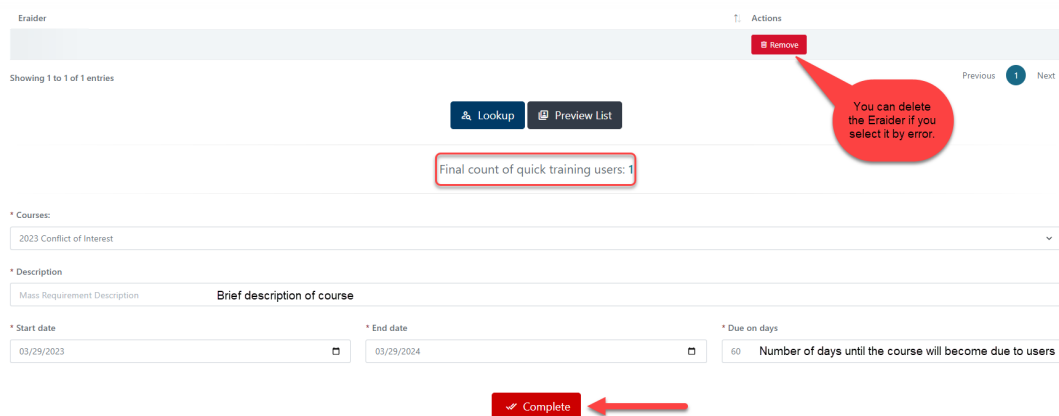 Eraider Actions
Remove
Showing 1 to 1 of 1 entries
Previous 1 Next
You can delete
the Eraider if you
select it by error.
Lookup Preview List
Final count of quick training users: 1
* Courses:
2023 Conflict of Interest
* Description
Mass Requirement Description Brief description of course
* Start date * End date * Due on days
03/29/2023 03/29/2024 60 Number of days until the course will become due to users
Complete